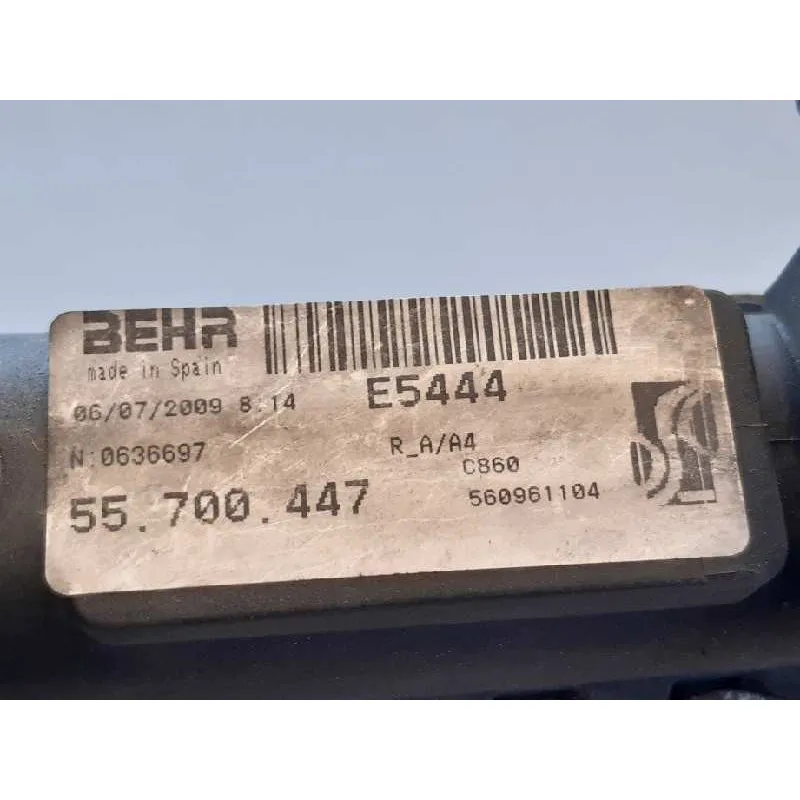 BEHR
made in Spain
06/07/2009 8:14
E5444
N:0636697
R_A/A4
C860
55.700.447
560961104